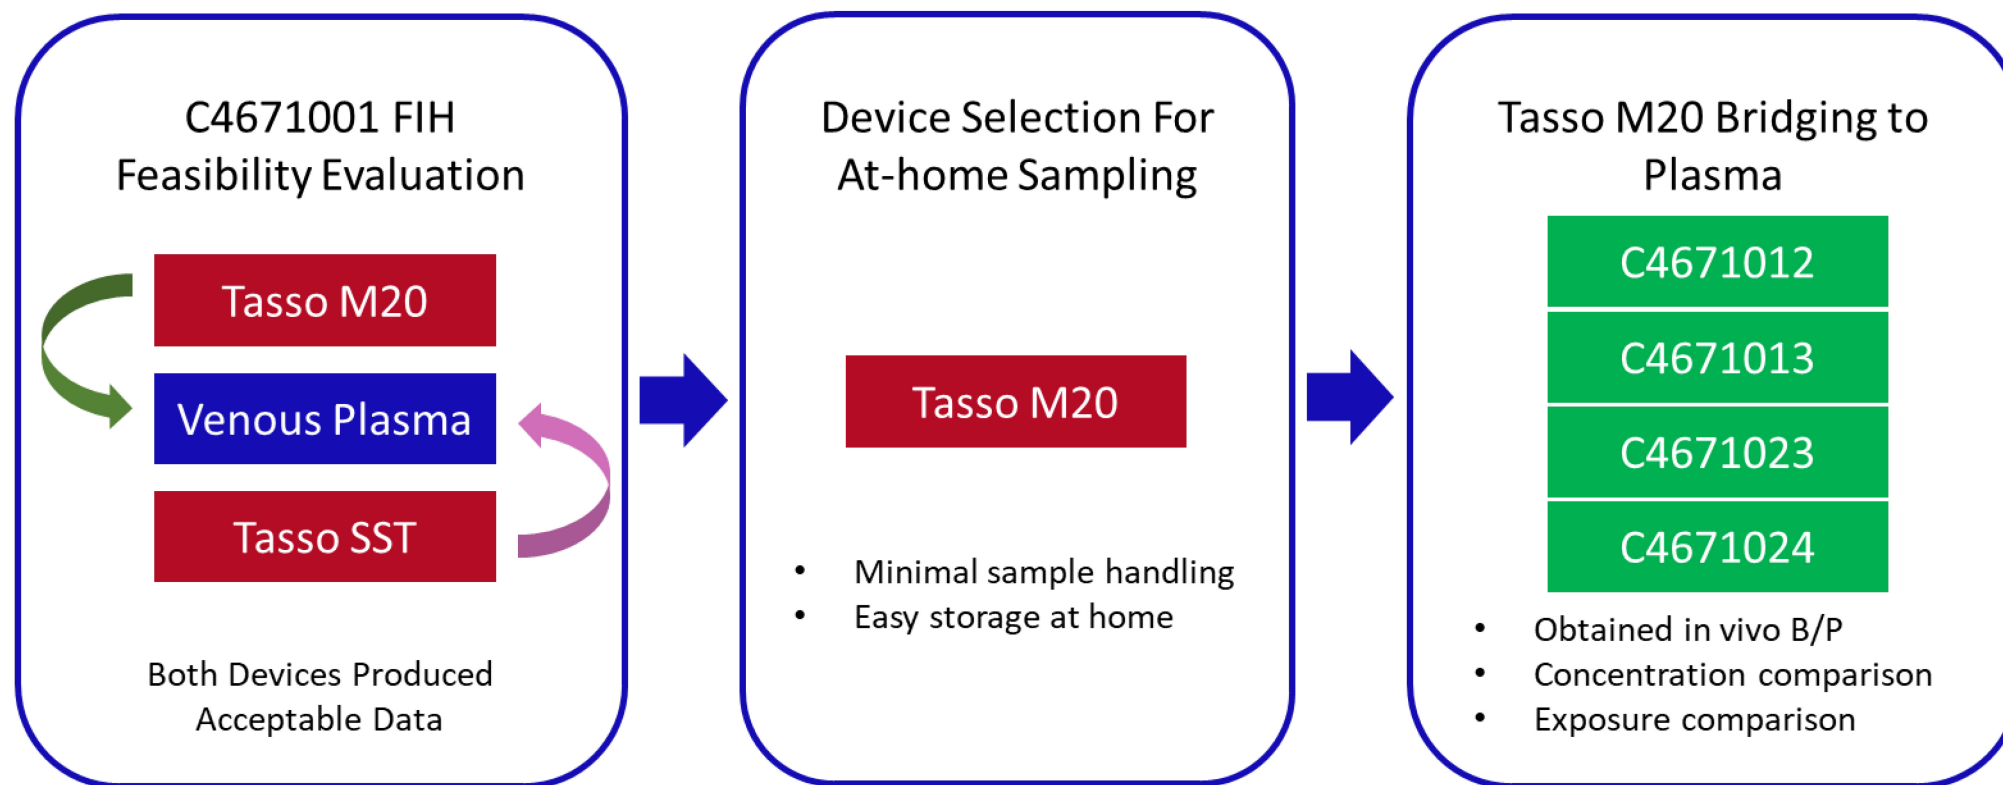 C4671001 FIH
Feasibility Evaluation
Tasso M20
Venous Plasma
Tasso SST
Both Devices Produced
Acceptable Data
Device Selection For
At-home Sampling
Tasso M20
• Minimal sample handling
• Easy storage at home
Tasso M20 Bridging to
Plasma
C4671012
C4671013
C4671023
C4671024
• Obtained in vivo B/P
• Concentration comparison
• Exposure comparison